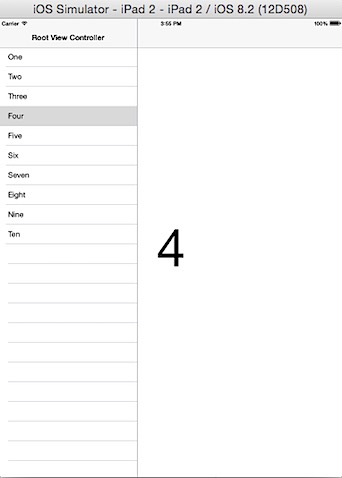 iOS Simulator - iPad 2 - iPad 2 / iOS 8.2 (12D508)
Carrier 3:55 PM 100%
Root View Controller
One
Two
Three
Four
Five
Six
Seven
Eight
Nine
Ten
4